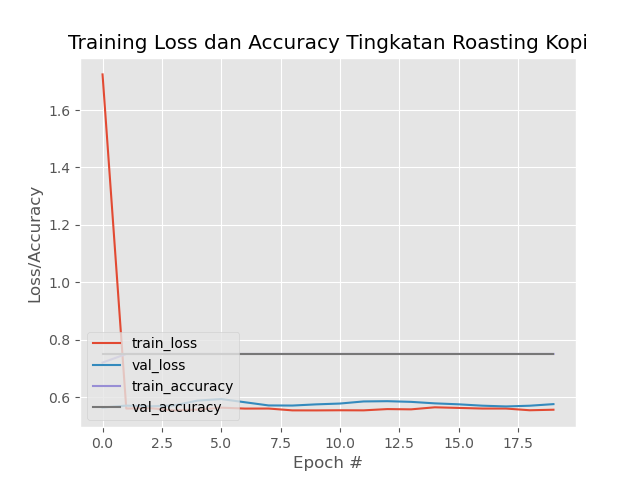 Training Loss dan Accuracy Tingkatan Roasting Kopi
1.6
1.4
1.2
1.0
0.8
0.6
Loss/Accuracy
train_loss
val_loss
train_accuracy
val_accuracy
0.0 2.5 5.0 7.5 10.0 12.5 15.0 17.5
Epoch #